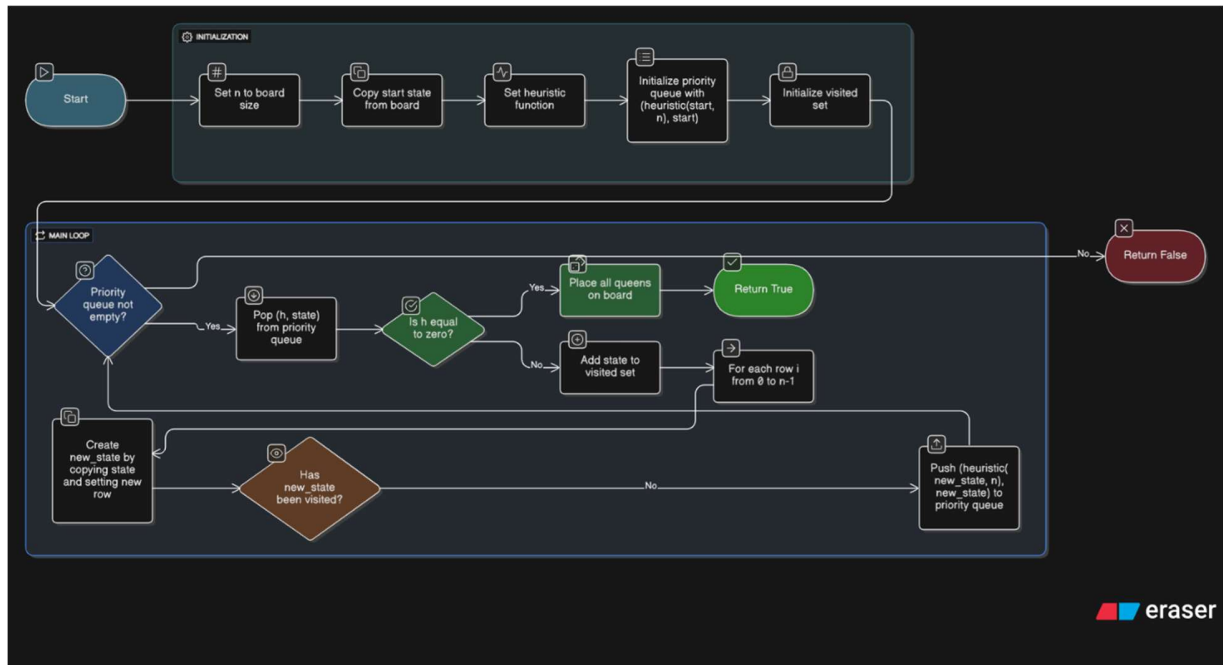 INITIALIZATION
Start
Set n to board
size
Copy start state
from board
Set heuristic
function
Initialize priority
queue with
(heuristic(start,
n), start)
Initialize visited
set
MAIN LOOP
Priority
queue not
empty?
No
Return False
Yes
Pop (h, state)
from priority
queue
Is h equal
to zero?
Yes
Place all queens
on board
Return True
No
Add state to
visited set
For each row i
from 0 to n-1
Create
new_state by
copying state
and setting new
row
Has
new_state
been visited?
No
Push (heuristic(
new_state, n),
new_state) to
priority queue
eraser